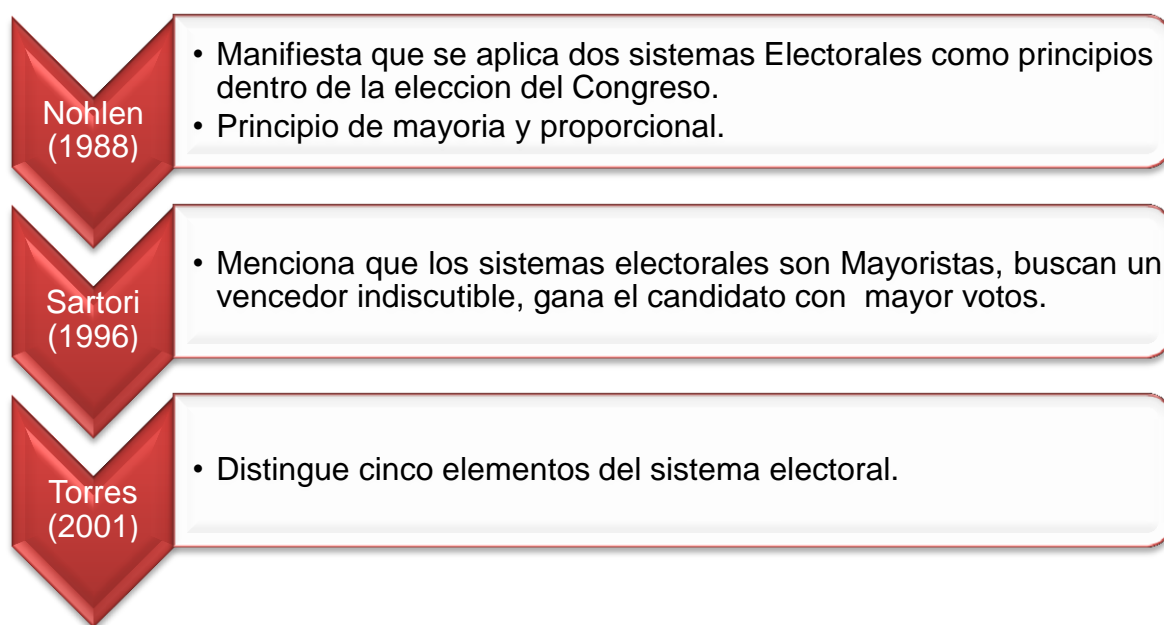 Nohlen
(1988)
• Manifiesta que se aplica dos sistemas Electorales como principios
dentro de la eleccion del Congreso.
• Principio de mayoria y proporcional.
Sartori
(1996)
• Menciona que los sistemas electorales son Mayoristas, buscan un
vencedor indiscutible, gana el candidato con mayor votos.
Torres
(2001)
• Distingue cinco elementos del sistema electoral.